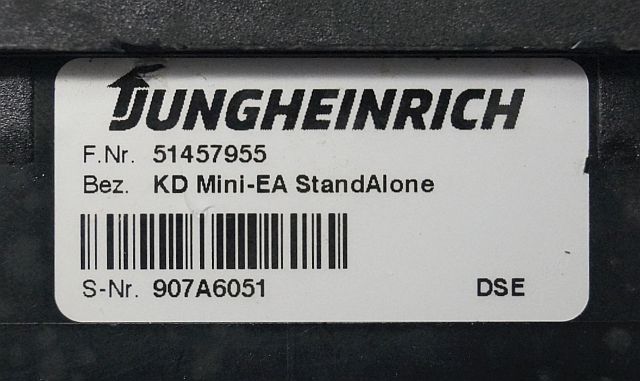 JUNGHEINRICH
F.Nr. 51457955
Bez. KD Mini-EA StandAlone
S-Nr. 907A6051 DSE